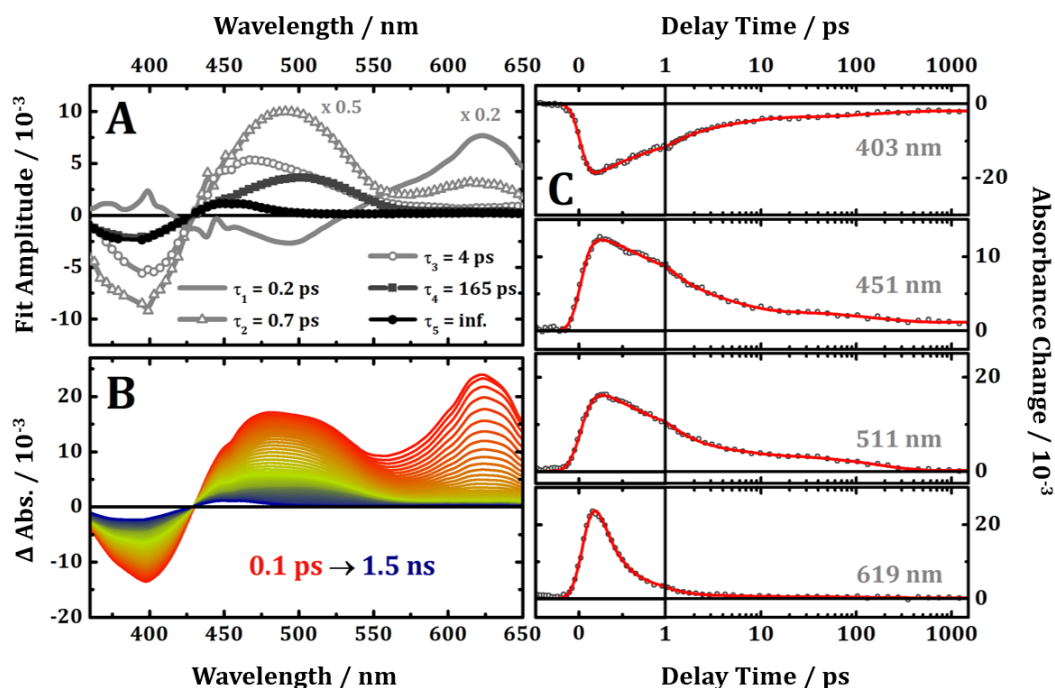 Wavelength / nm
Delay Time / ps
400 450 500 550 600 650
0 1 10 100 1000
Fit Amplitude / 10⁻³
10
5
0
-5
-10
A
x 0.5
x 0.2
τ₁ = 0.2 ps
τ₂ = 0.7 ps
τ₃ = 4 ps
τ₄ = 165 ps
τ₅ = inf.
Δ Abs. / 10⁻³
20
10
0
-10
-20
B
0.1 ps → 1.5 ns
400 450 500 550 600 650
Wavelength / nm
C
0
-20
403 nm
10
0
451 nm
20
0
511 nm
20
0
619 nm
Absorbance Change / 10⁻³
0 1 10 100 1000
Delay Time / ps